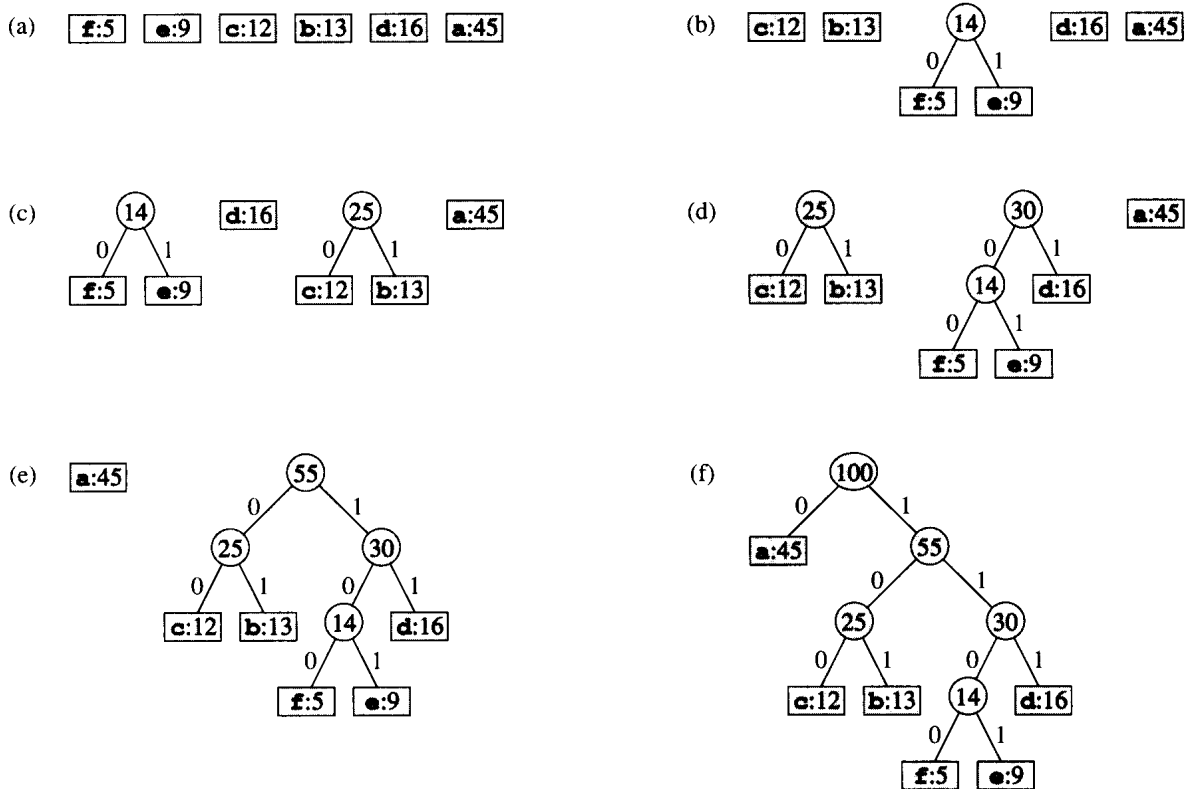 (a) f:5 e:9 c:12 b:13 d:16 a:45
(b) c:12 b:13 14 d:16 a:45
0 1
f:5 e:9
(c) 14 d:16 25 a:45
0 1 0 1
f:5 e:9 c:12 b:13
(d) 25 30 a:45
0 1 0 1
c:12 b:13 14 d:16
0 1
f:5 e:9
(e) a:45 55
0 1
25 30
0 1 0 1
c:12 b:13 14 d:16
0 1
f:5 e:9
(f) 100
0 1
a:45 55
0 1
25 30
0 1 0 1
c:12 b:13 14 d:16
0 1
f:5 e:9